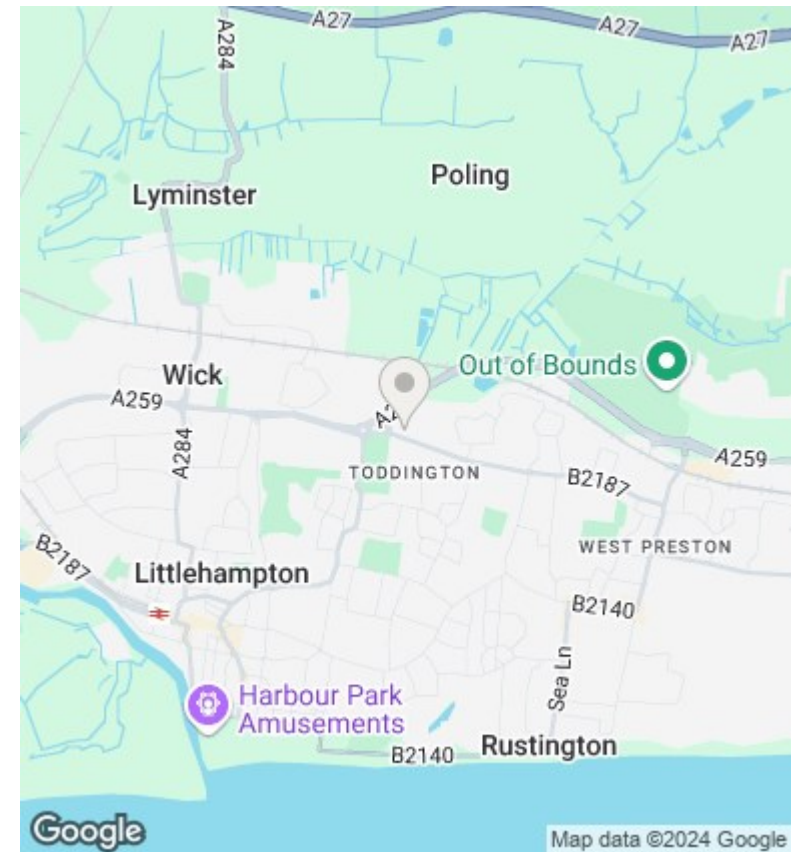 A27
A27
A27
A284
Poling
Lyminster
Wick
Out of Bounds
A259
A2
A284
A259
TODDINGTON
B2187
WEST PRESTON
B2187
Littlehampton
B2140
Sea Ln
Harbour Park
Amusements
B2140
Rustington
Google
Map data ©2024 Google